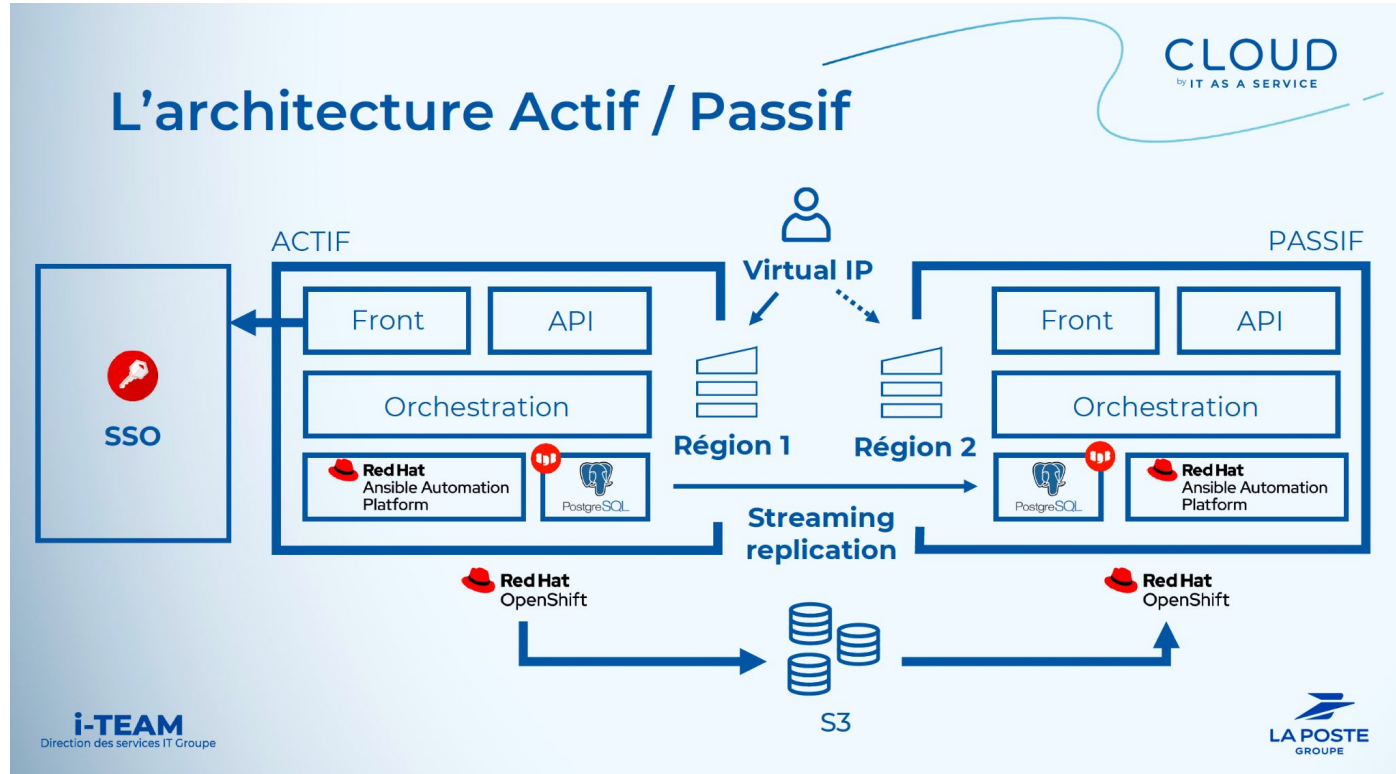 CLOUD
by IT AS A SERVICE
L'architecture Actif / Passif
ACTIF
PASSIF
Virtual IP
SSO
Front
API
Orchestration
Red Hat
Ansible Automation
Platform
PostgreSQL
Région 1
Région 2
Front
API
Orchestration
PostgreSQL
Red Hat
Ansible Automation
Platform
Streaming
replication
Red Hat
OpenShift
Red Hat
OpenShift
S3
i-TEAM
Direction des services IT Groupe
LA POSTE
GROUPE